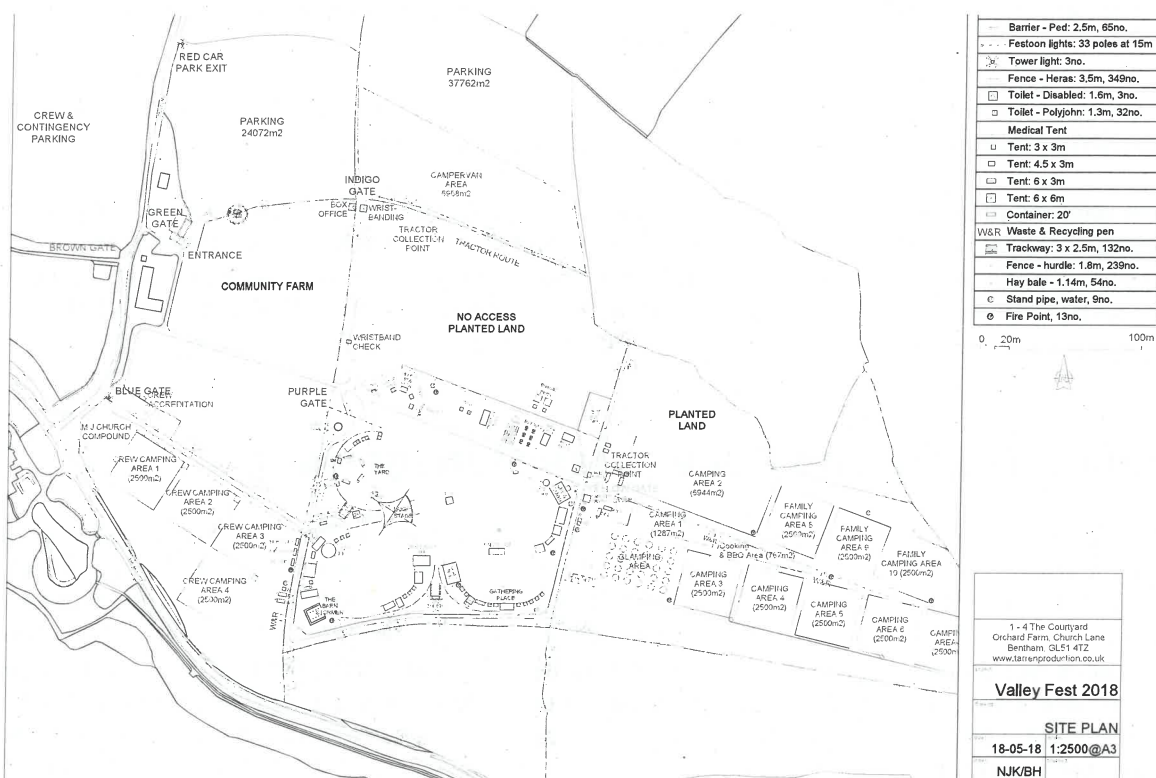 RED CAR
PARK EXIT
PARKING
37762m2
CREW &
CONTINGENCY
PARKING
PARKING
24072m2
INDIGO
GATE
CAMPERVAN
AREA
BOX
OFFICE
WRIST-
BANDING
GREEN
GATE
TRACTOR
COLLECTION
POINT
TRACTOR ROUTE
BROWN GATE
ENTRANCE
COMMUNITY FARM
NO ACCESS
PLANTED LAND
WRISTBAND
CHECK
BLUE GATE
CREW
ACCREDITATION
PURPLE
GATE
M J CHURCH
COMPOUND
PLANTED
LAND
CREW CAMPING
AREA 1
(2500m2)
CREW CAMPING
AREA 2
(2500m2)
CREW CAMPING
AREA 3
(2500m2)
CREW CAMPING
AREA 4
(2500m2)
THE
YARD
TRACTOR
COLLECTION
POINT
CAMPING
AREA 2
(5944m2)
CAMPING
AREA 1
(1287m2)
GLAMPING
AREA
& BBQ Area (767m2)
FAMILY
CAMPING
AREA 8
(2500m2)
FAMILY
CAMPING
AREA 9
(2500m2)
FAMILY
CAMPING AREA
10 (2500m2)
CAMPING
AREA 3
(2500m2)
CAMPING
AREA 4
(2500m2)
CAMPING
AREA 5
(2500m2)
CAMPING
AREA 6
(2500m2)
W&R
W&R
W&R
THE
BARN
GATHERING
PLACE
Barrier - Ped: 2.5m, 65no.
Festoon lights: 33 poles at 15m
Tower light: 3no.
Fence - Heras: 3.5m, 349no.
Toilet - Disabled: 1.6m, 3no.
Toilet - Polyjohn: 1.3m, 32no.
Medical Tent
Tent: 3 x 3m
Tent: 4.5 x 3m
Tent: 6 x 3m
Tent: 6 x 6m
Container: 20'
W&R Waste & Recycling pen
Trackway: 3 x 2.5m, 132no.
Fence - hurdle: 1.8m, 239no.
Hay bale - 1.14m, 54no.
Stand pipe, water, 9no.
Fire Point, 13no.
0 20m 100m
1 - 4 The Courtyard
Orchard Farm, Church Lane
Bentham, GL51 4TZ
www.tarrenproduction.co.uk
Valley Fest 2018
SITE PLAN
18-05-18 1:2500@A3
NJK/BH